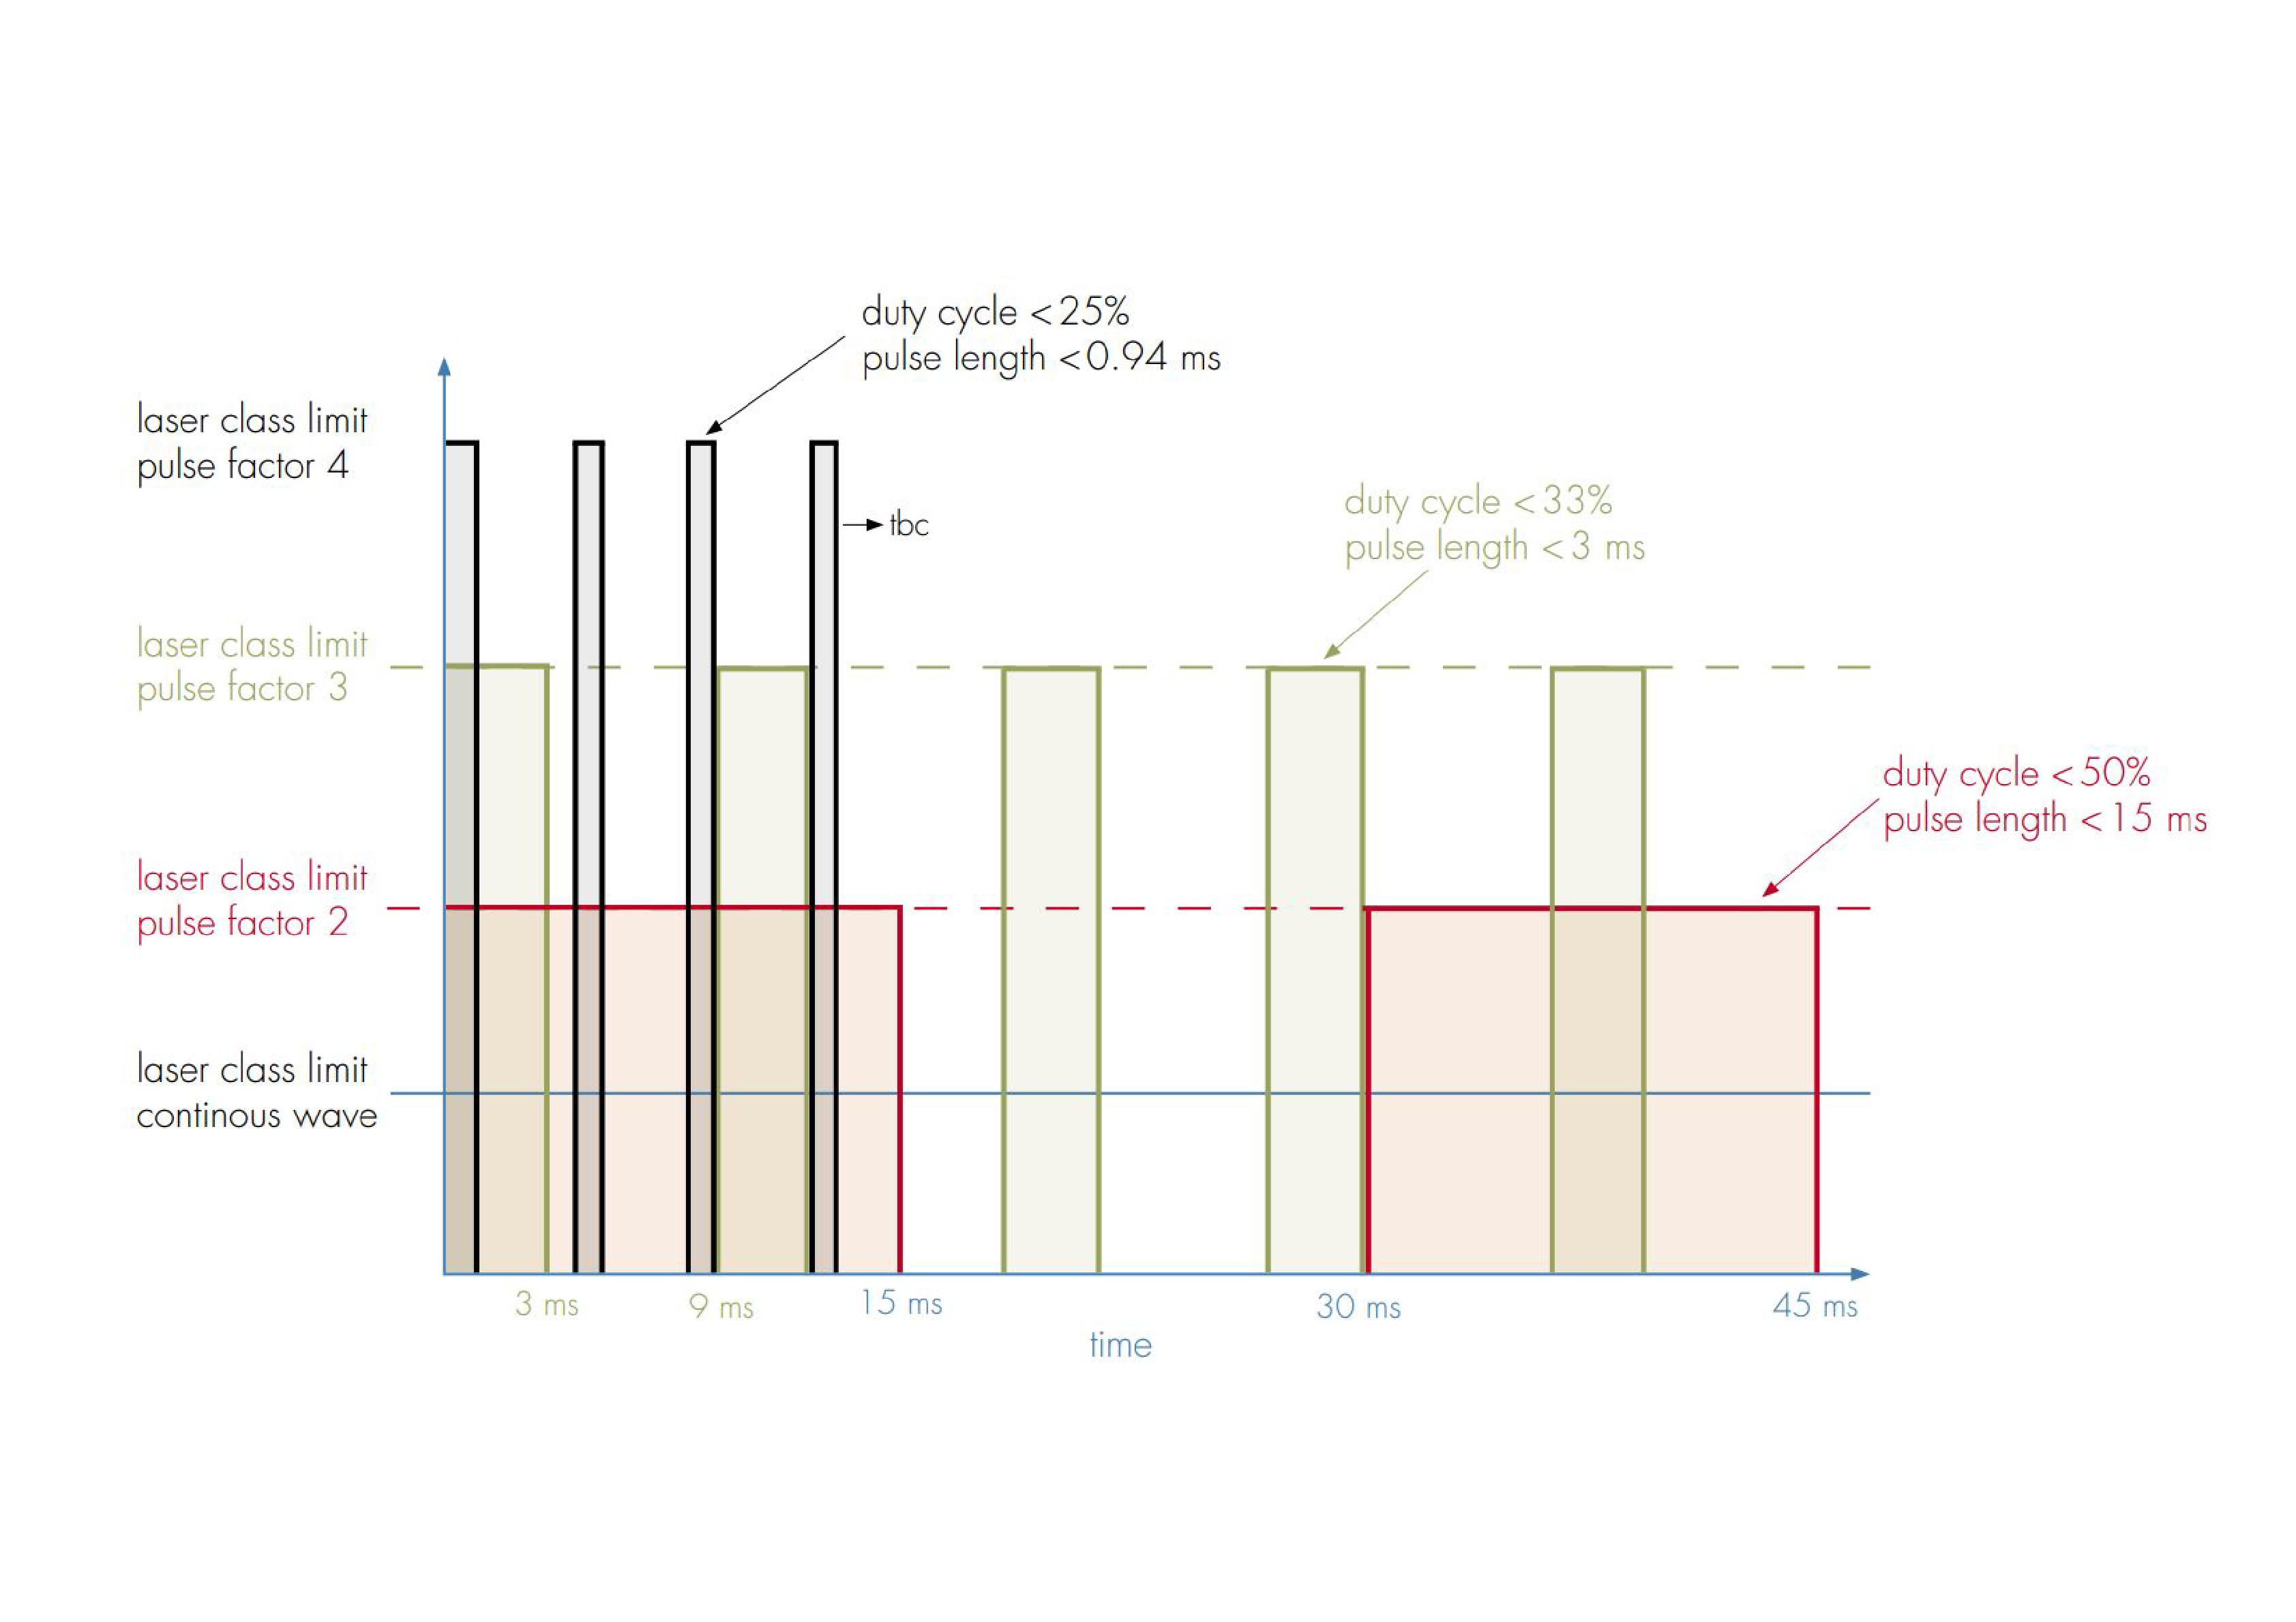 duty cycle <25%
pulse length <0.94 ms
laser class limit
pulse factor 4
duty cycle <33%
pulse length <3 ms
tbc
laser class limit
pulse factor 3
duty cycle <50%
pulse length <15 ms
laser class limit
pulse factor 2
laser class limit
continous wave
3 ms
9 ms
15 ms
30 ms
45 ms
time